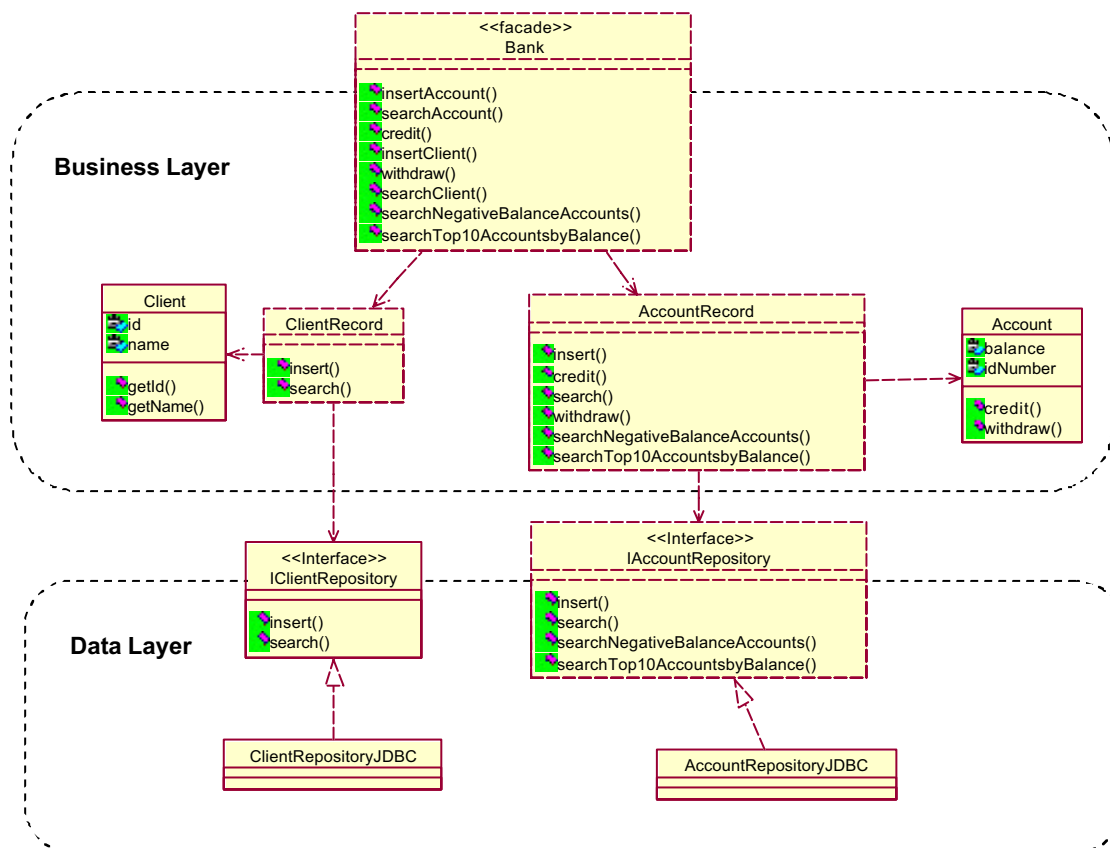 <<facade>>
Bank
insertAccount()
searchAccount()
credit()
insertClient()
withdraw()
searchClient()
searchNegativeBalanceAccounts()
searchTop10AccountsbyBalance()
Business Layer
Client
id
name
getId()
getName()
ClientRecord
insert()
search()
AccountRecord
insert()
credit()
search()
withdraw()
searchNegativeBalanceAccounts()
searchTop10AccountsbyBalance()
Account
balance
idNumber
credit()
withdraw()
<<Interface>>
IClientRepository
insert()
search()
<<Interface>>
IAccountRepository
insert()
search()
searchNegativeBalanceAccounts()
searchTop10AccountsbyBalance()
Data Layer
ClientRepositoryJDBC
AccountRepositoryJDBC